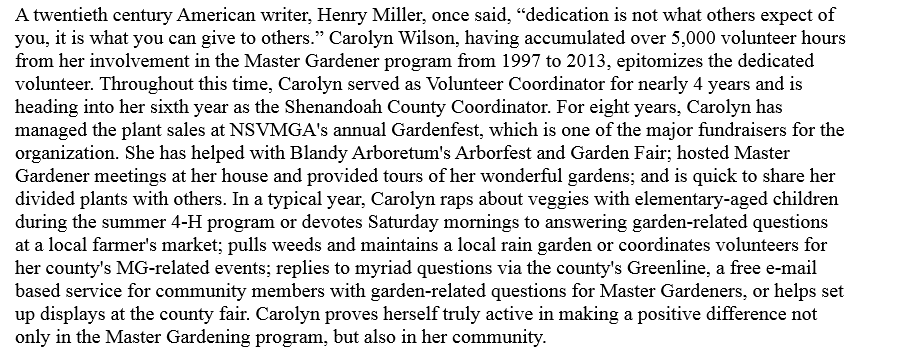 A twentieth century American writer, Henry Miller, once said, “dedication is not what others expect of
you, it is what you can give to others.” Carolyn Wilson, having accumulated over 5,000 volunteer hours
from her involvement in the Master Gardener program from 1997 to 2013, epitomizes the dedicated
volunteer. Throughout this time, Carolyn served as Volunteer Coordinator for nearly 4 years and is
heading into her sixth year as the Shenandoah County Coordinator. For eight years, Carolyn has
managed the plant sales at NSVMGA's annual Gardenfest, which is one of the major fundraisers for the
organization. She has helped with Blandy Arboretum's Arborfest and Garden Fair; hosted Master
Gardener meetings at her house and provided tours of her wonderful gardens; and is quick to share her
divided plants with others. In a typical year, Carolyn raps about veggies with elementary-aged children
during the summer 4-H program or devotes Saturday mornings to answering garden-related questions
at a local farmer's market; pulls weeds and maintains a local rain garden or coordinates volunteers for
her county's MG-related events; replies to myriad questions via the county's Greenline, a free e-mail
based service for community members with garden-related questions for Master Gardeners, or helps set
up displays at the county fair. Carolyn proves herself truly active in making a positive difference not
only in the Master Gardening program, but also in her community.